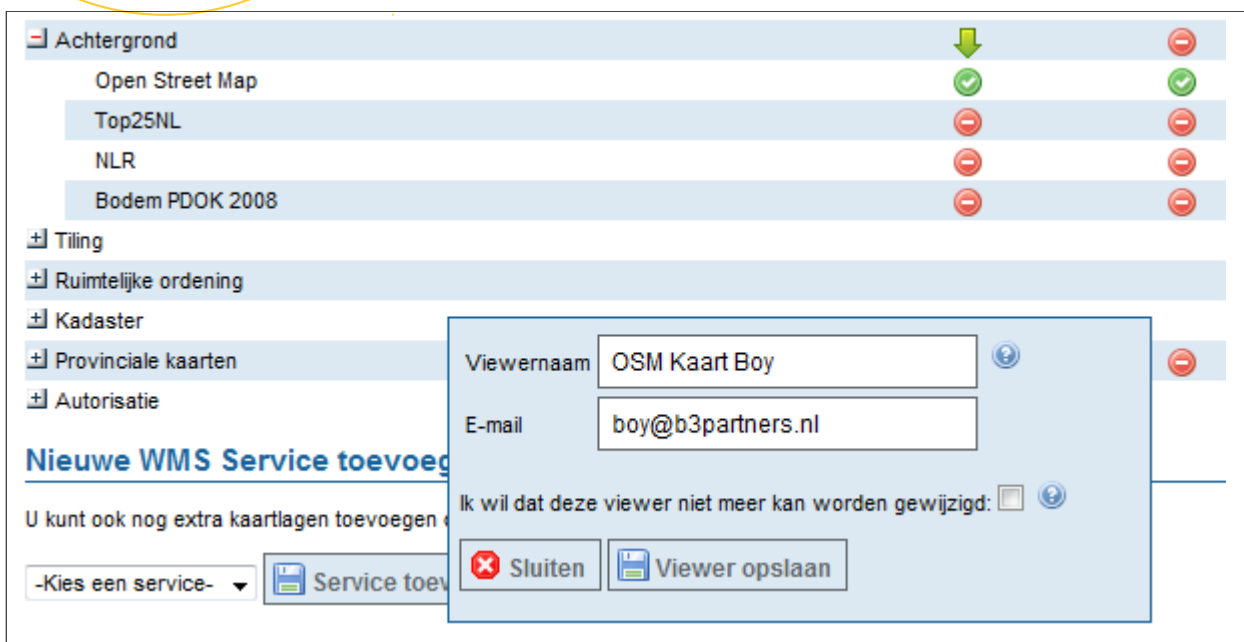 Achtergrond
Open Street Map
Top25NL
NLR
Bodem PDOK 2008
Tiling
Ruimtelijke ordening
Kadaster
Provinciale kaarten
Autorisatie
Viewernaam OSM Kaart Boy
E-mail boy@b3partners.nl
Ik wil dat deze viewer niet meer kan worden gewijzigd:
Sluiten Viewer opslaan
Nieuwe WMS Service toevoeg
U kunt ook nog extra kaartlagen toevoegen
-Kies een service- Service toev